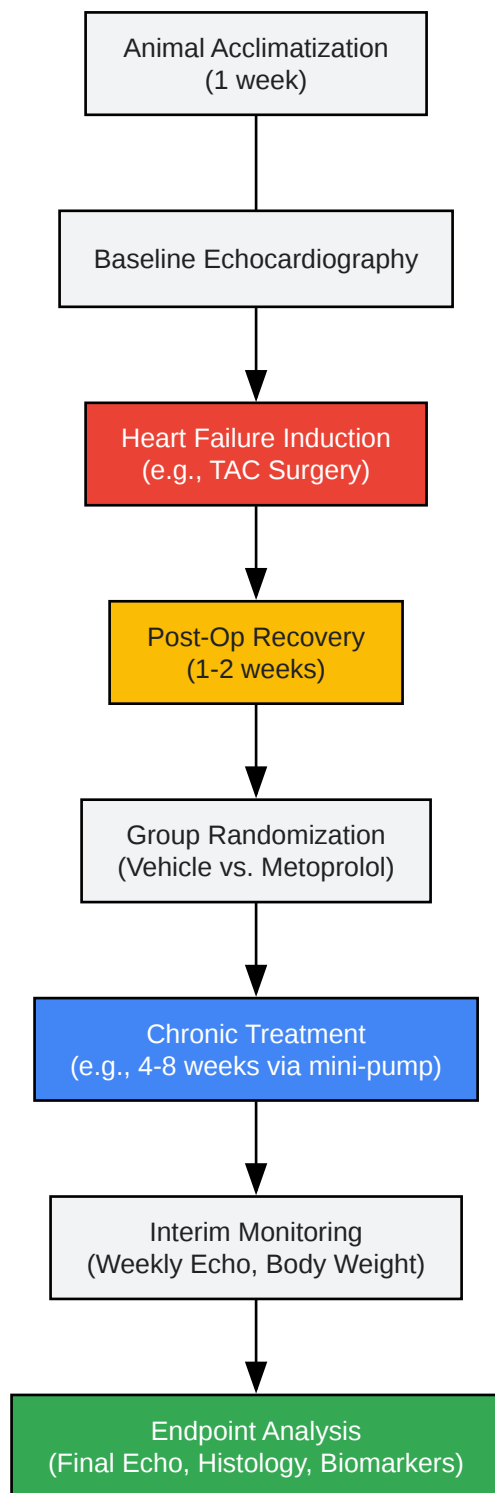 Animal Acclimatization
(1 week)
Baseline Echocardiography
Heart Failure Induction
(e.g., TAC Surgery)
Post-Op Recovery
(1-2 weeks)
Group Randomization
(Vehicle vs. Metoprolol)
Chronic Treatment
(e.g., 4-8 weeks via mini-pump)
Interim Monitoring
(Weekly Echo, Body Weight)
Endpoint Analysis
(Final Echo, Histology, Biomarkers)